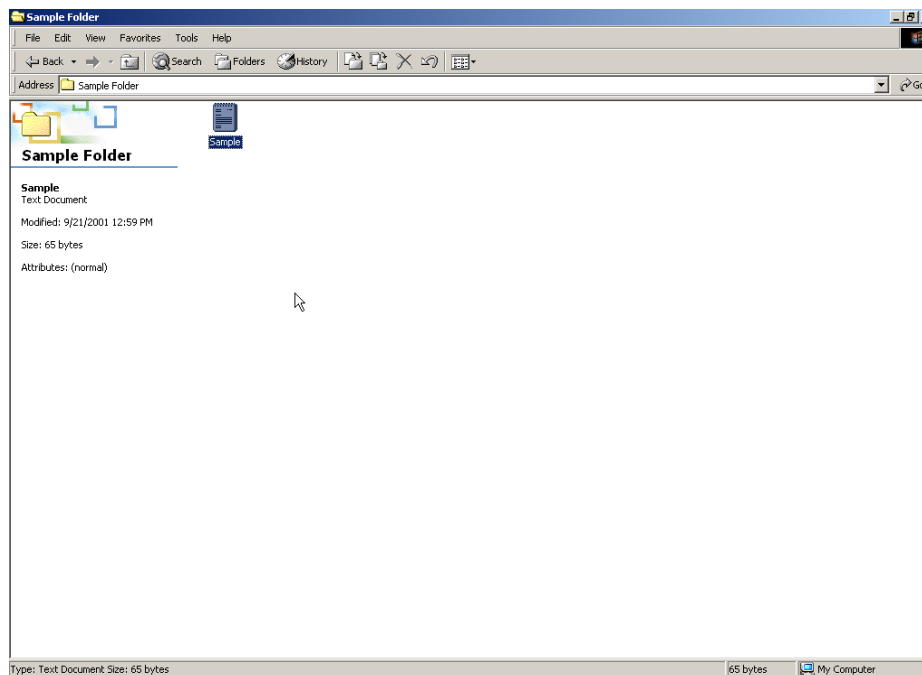 Sample Folder
File Edit View Favorites Tools Help
Back Search Folders History
Address Sample Folder Go
Sample
Sample Folder
Sample
Text Document
Modified: 9/21/2001 12:59 PM
Size: 65 bytes
Attributes: (normal)
Type: Text Document Size: 65 bytes 65 bytes My Computer